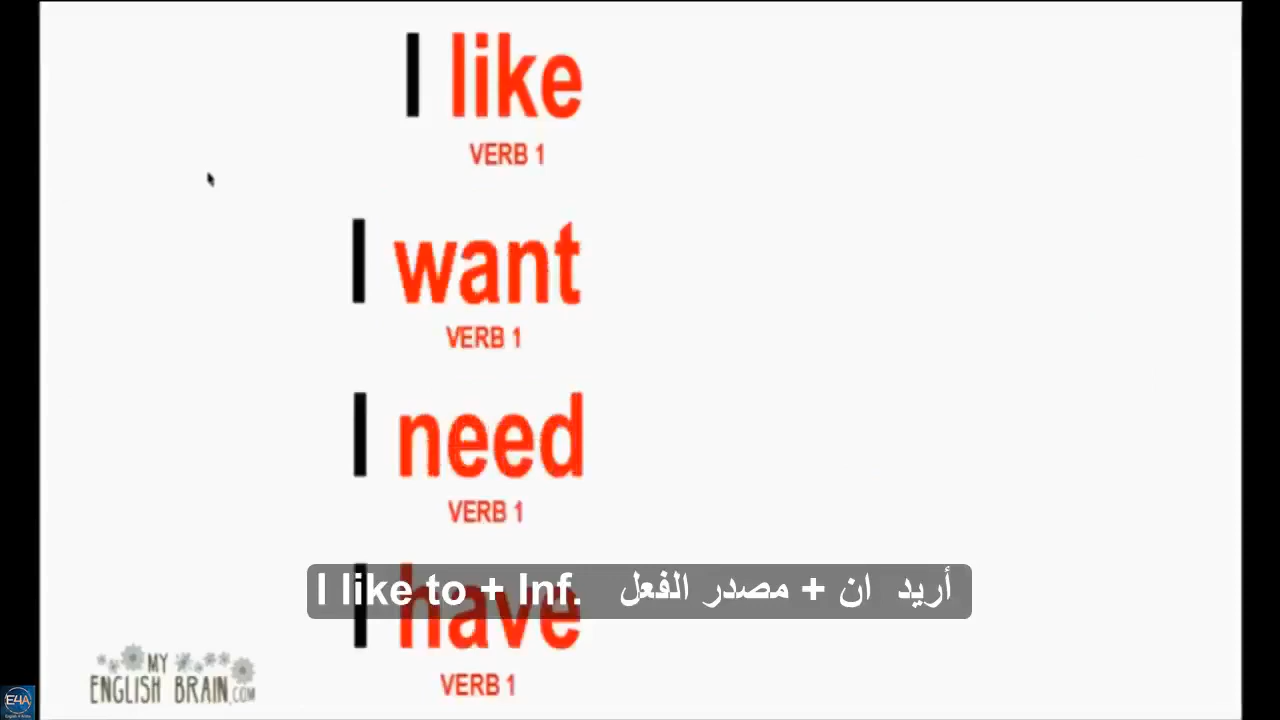 I like
VERB 1
I want
VERB 1
I need
VERB 1
I have
I like to + Inf. أريد ان + مصدر الفعل
VERB 1
MY
ENGLISH BRAIN.COM
E4A